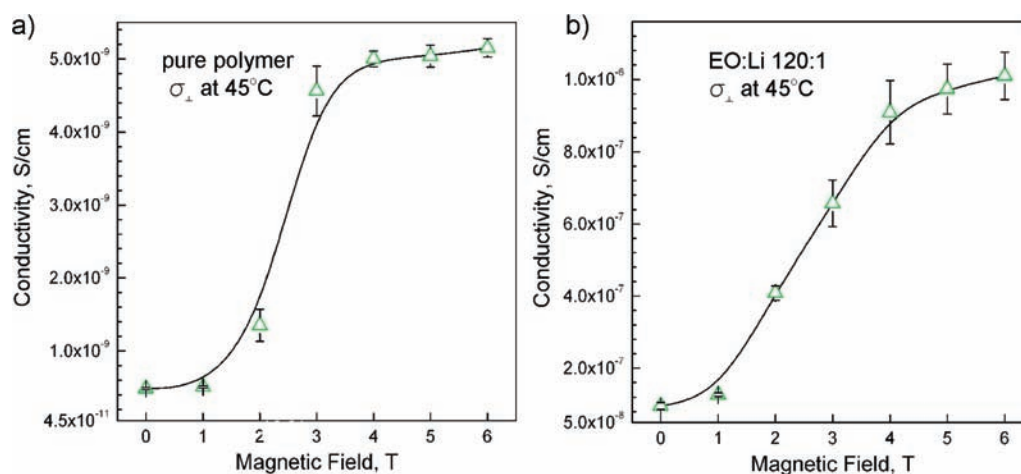 a)
pure polymer
σ⊥ at 45°C
Conductivity, S/cm
5.0x10⁻⁹
4.0x10⁻⁹
3.0x10⁻⁹
1.0x10⁻⁹
4.5x10⁻¹¹
0 1 2 3 4 5 6
Magnetic Field, T
b)
EO:Li 120:1
σ⊥ at 45°C
Conductivity, S/cm
1.0x10⁻⁶
8.0x10⁻⁷
6.0x10⁻⁷
4.0x10⁻⁷
2.0x10⁻⁷
5.0x10⁻⁸
0 1 2 3 4 5 6
Magnetic Field, T